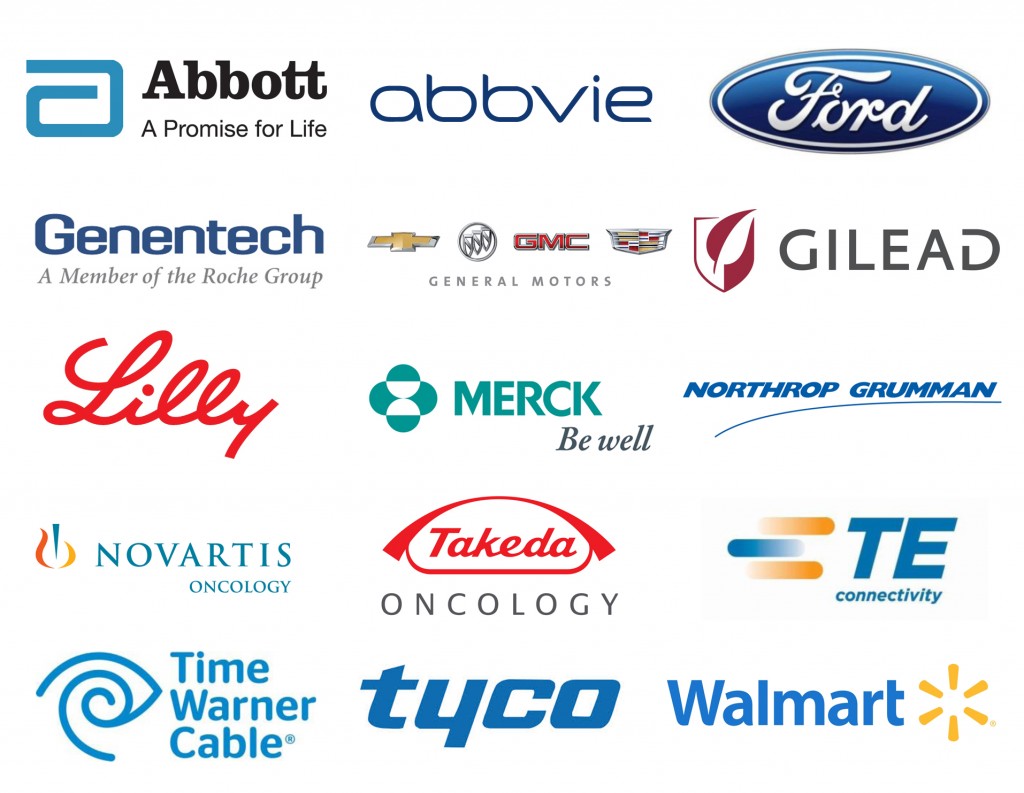 Abbott
A Promise for Life
abbvie
Ford
Genentech
A Member of the Roche Group
GMC
GENERAL MOTORS
GILEAD
Lilly
MERCK
Be well
NORTHROP GRUMMAN
NOVARTIS
ONCOLOGY
Takeda
ONCOLOGY
TE
connectivity
Time
Warner
Cable®
tyco
Walmart